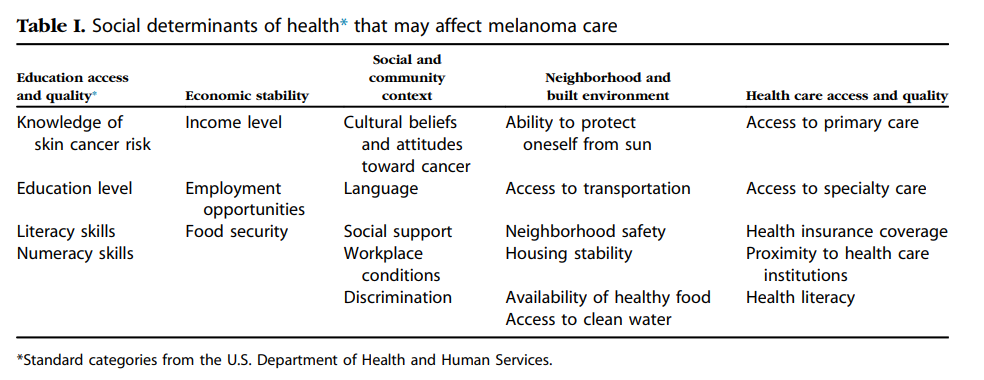 Table I. Social determinants of health* that may affect melanoma care
Education access and quality*
Economic stability
Social and community context
Neighborhood and built environment
Health care access and quality
Knowledge of skin cancer risk
Income level
Cultural beliefs and attitudes toward cancer
Ability to protect oneself from sun
Access to primary care
Education level
Employment opportunities
Language
Access to transportation
Access to specialty care
Literacy skills
Food security
Social support
Neighborhood safety
Health insurance coverage
Numeracy skills
Workplace conditions
Housing stability
Proximity to health care institutions
Discrimination
Availability of healthy food
Health literacy
Access to clean water
*Standard categories from the U.S. Department of Health and Human Services.